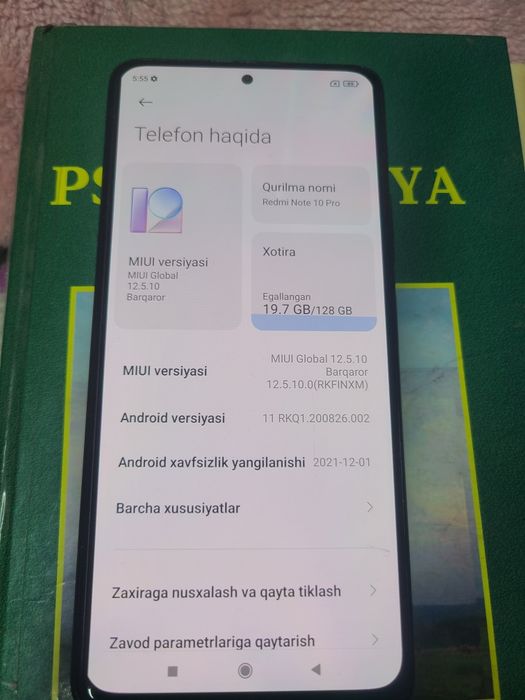 5:55
Telefon haqida
PS YA
12
MIUI versiyasi
MIUI Global
12.5.10
Barqaror
Qurilma nomi
Redmi Note 10 Pro
Xotira
Egallangan
19.7 GB/128 GB
MIUI versiyasi
MIUI Global 12.5.10
Barqaror
12.5.10.0(RKFINXM)
Android versiyasi
11 RKQ1.200826.002
Android xavfsizlik yangilanishi
2021-12-01
Barcha xususiyatlar
Zaxiraga nusxalash va qayta tiklash
Zavod parametrlariga qaytarish